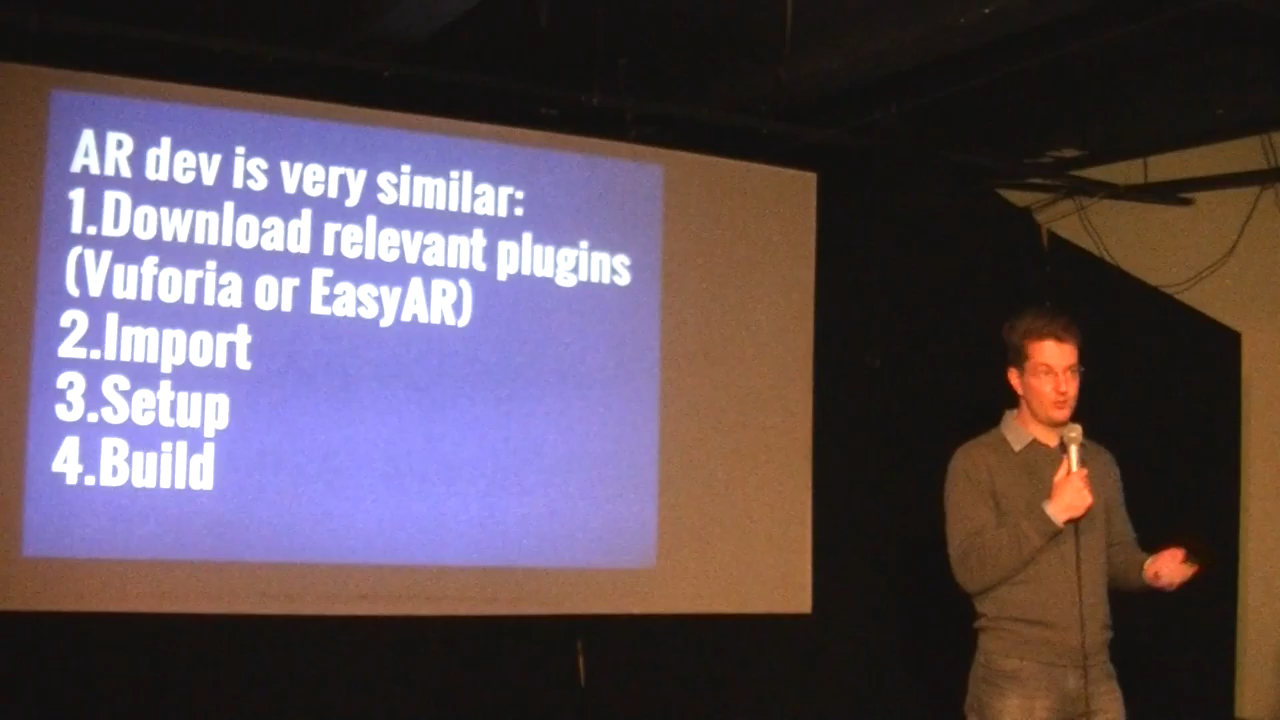 AR dev is very similar:
1.Download relevant plugins
(Vuforia or EasyAR)
2.Import
3.Setup
4.Build